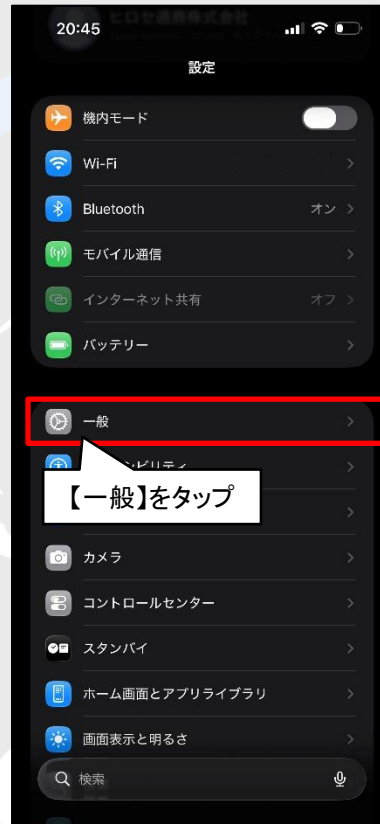 20:45
設定
機内モード
Wi-Fi
Bluetooth
オン
モバイル通信
インターネット共有
オフ
バッテリー
一般
【一般】をタップ
カメラ
コントロールセンター
スタンバイ
ホーム画面とアプリライブラリ
画面表示と明るさ
検索